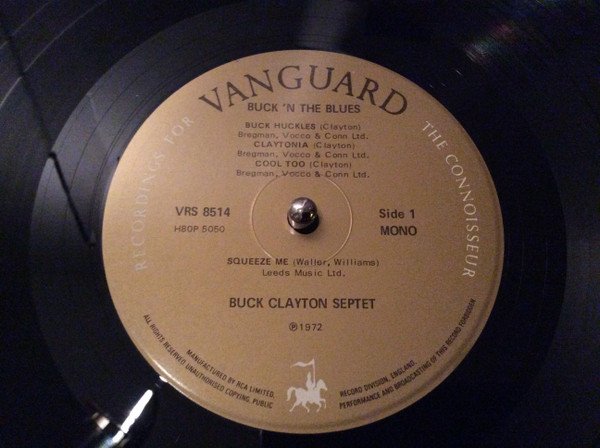 VANGUARD
RECORDINGS FOR
THE CONNOISSEUR
BUCK 'N THE BLUES
BUCK HUCKLES (Clayton)
Bregman, Vocco & Conn Ltd.
CLAYTONIA (Clayton)
Bregman, Vocco & Conn Ltd.
COOL TOO (Clayton)
Bregman, Vocco & Conn Ltd.
VRS 8514
H8OP 5050
Side 1
MONO
SQUEEZE ME (Waller, Williams)
Leeds Music Ltd.
BUCK CLAYTON SEPTET
℗1972
MANUFACTURED BY RCA LIMITED, RECORD DIVISION, ENGLAND.
ALL RIGHTS RESERVED. UNAUTHORISED COPYING, PUBLIC PERFORMANCE AND BROADCASTING OF THIS RECORD FORBIDDEN